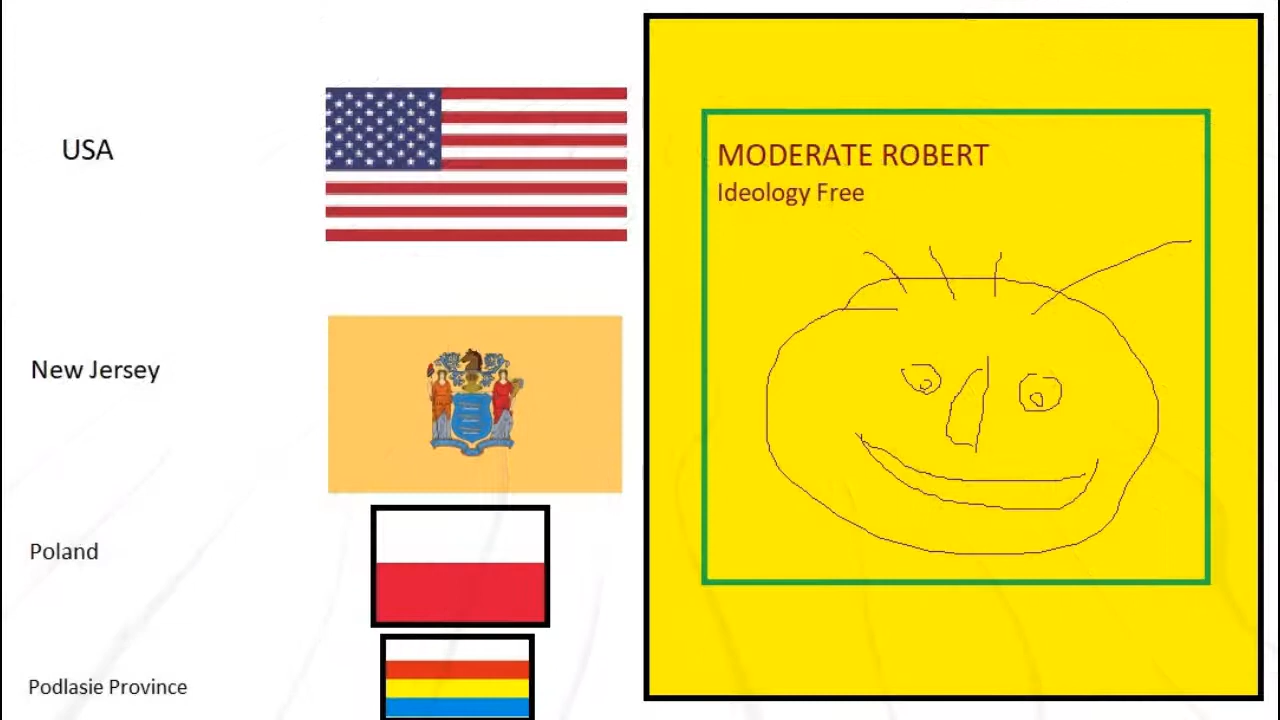 USA
New Jersey
Poland
Podlasie Province
MODERATE ROBERT
Ideology Free